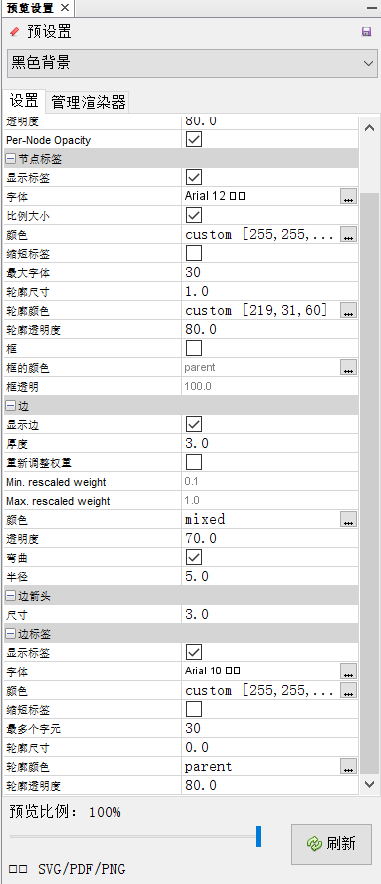 预览设置 ×
预设置
黑色背景
设置 管理渲染器
透明度 80.0
Per-Node Opacity
节点标签
显示标签
字体 Arial 12 □□ ...
比例大小
颜色 custom [255,255,... ...
缩短标签
最大字体 30
轮廓尺寸 1.0
轮廓颜色 custom [219,31,60] ...
轮廓透明度 80.0
框
框的颜色 parent ...
框透明 100.0
边
显示边
厚度 3.0
重新调整权重
Min. rescaled weight 0.1
Max. rescaled weight 1.0
颜色 mixed ...
透明度 70.0
弯曲
半径 5.0
边箭头
尺寸 3.0
边标签
显示标签
字体 Arial 10 □□ ...
颜色 custom [255,255,... ...
缩短标签
最多个字元 30
轮廓尺寸 0.0
轮廓颜色 parent ...
轮廓透明度 80.0
预览比例: 100%
刷新
□□ SVG/PDF/PNG